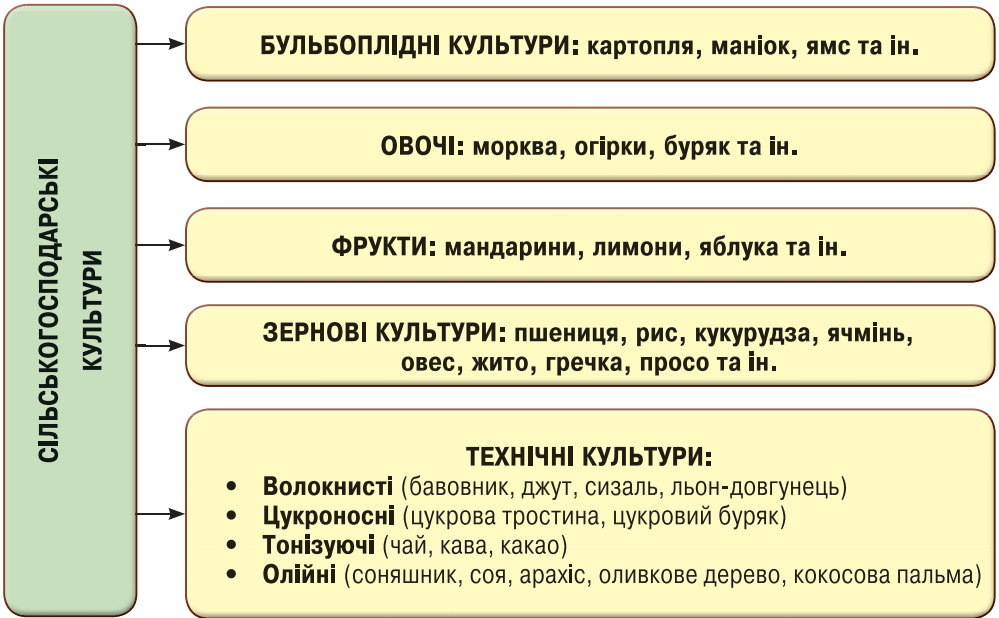 СІЛЬСЬКОГОСПОДАРСЬКІ
КУЛЬТУРИ
БУЛЬБОПЛІДНІ КУЛЬТУРИ: картопля, маніок, ямс та ін.
ОВОЧІ: морква, огірки, буряк та ін.
ФРУКТИ: мандарини, лимони, яблука та ін.
ЗЕРНОВІ КУЛЬТУРИ: пшениця, рис, кукурудза, ячмінь,
овес, жито, гречка, просо та ін.
ТЕХНІЧНІ КУЛЬТУРИ:
• Волокнисті (бавовник, джут, сизаль, льон-довгунець)
• Цукроносні (цукрова тростина, цукровий буряк)
• Тонізуючі (чай, кава, какао)
• Олійні (соняшник, соя, арахіс, оливкове дерево, кокосова пальма)